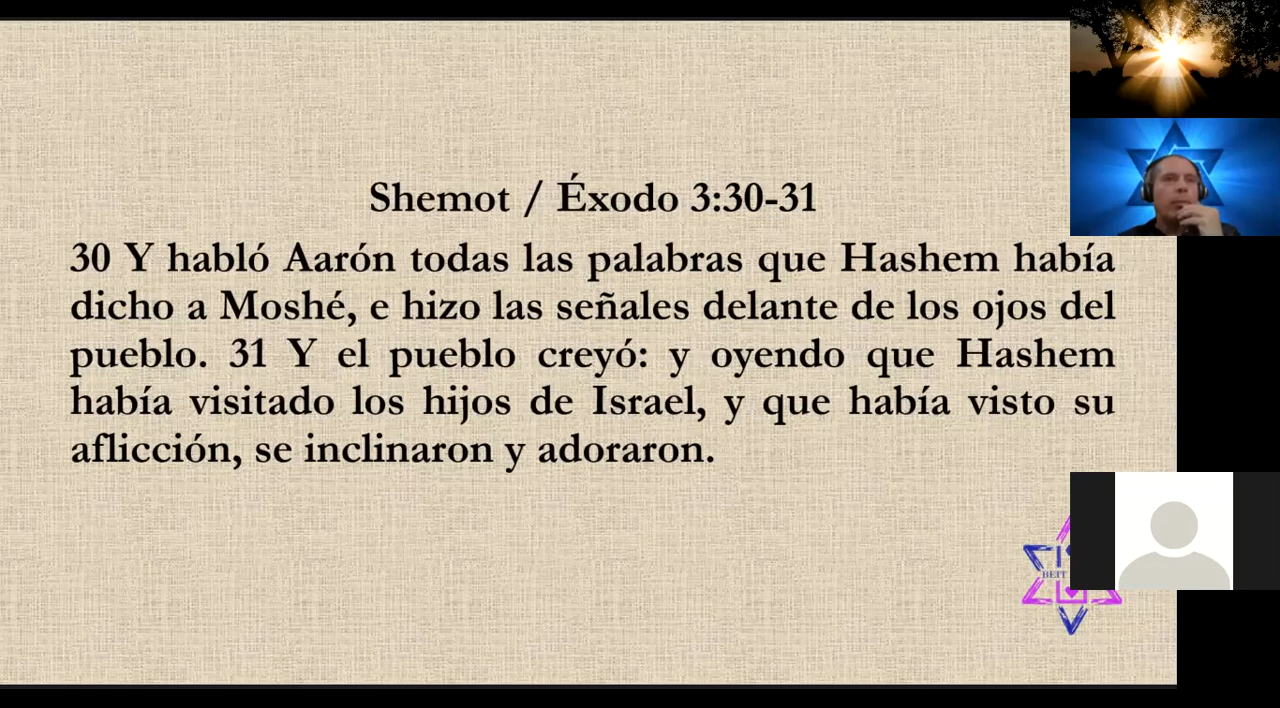 Shemot / Éxodo 3:30-31
30 Y habló Aarón todas las palabras que Hashem había
dicho a Moshé, e hizo las señales delante de los ojos del
pueblo. 31 Y el pueblo creyó: y oyendo que Hashem
había visitado los hijos de Israel, y que había visto su
aflicción, se inclinaron y adoraron.
BEIT